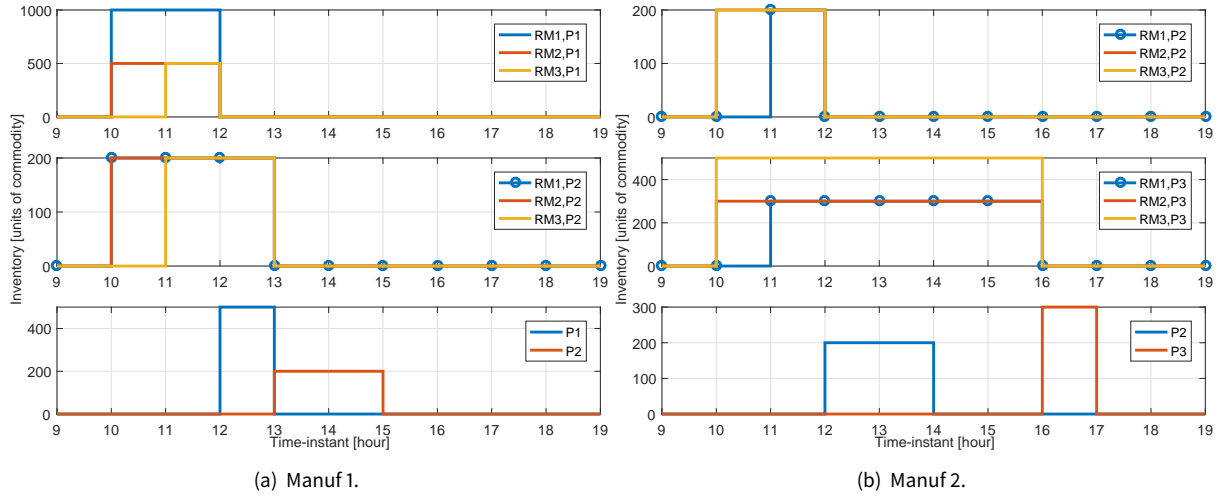 1000
500
0
9 10 11 12 13 14 15 16 17 18 19
RM1,P1
RM2,P1
RM3,P1
200
100
0
9 10 11 12 13 14 15 16 17 18 19
RM1,P2
RM2,P2
RM3,P2
400
200
0
9 10 11 12 13 14 15 16 17 18 19
P1
P2
Inventory [units of commodity]
Time-instant [hour]
(a) Manuf 1.
200
100
0
9 10 11 12 13 14 15 16 17 18 19
RM1,P2
RM2,P2
RM3,P2
400
200
0
9 10 11 12 13 14 15 16 17 18 19
RM1,P3
RM2,P3
RM3,P3
300
200
100
0
9 10 11 12 13 14 15 16 17 18 19
P2
P3
Inventory [units of commodity]
Time-instant [hour]
(b) Manuf 2.